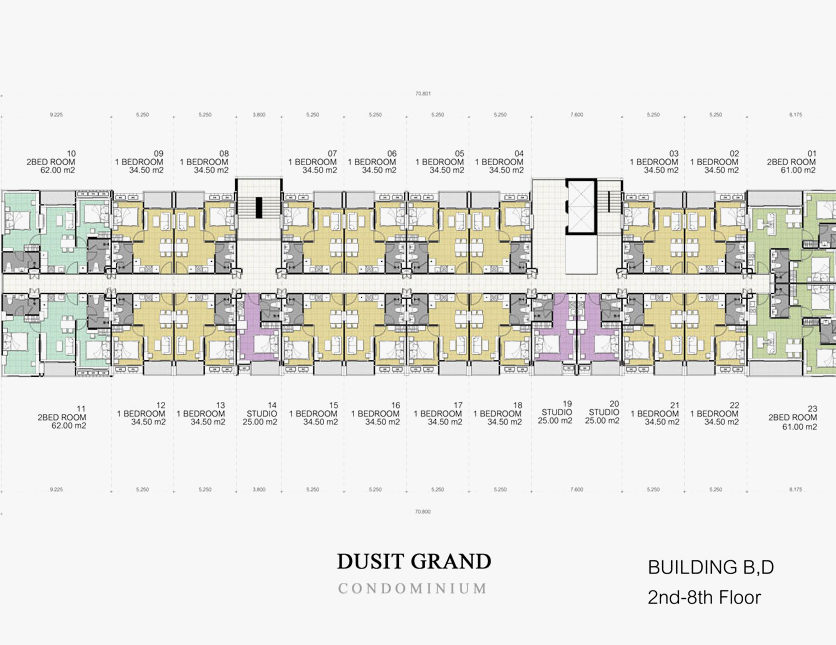 70.801
9.225 5.250 5.250 3.800 5.250 5.250 5.250 5.250 7.600 5.250 5.250 8.175
10
2BED ROOM
62.00 m2
09
1 BEDROOM
34.50 m2
08
1 BEDROOM
34.50 m2
07
1 BEDROOM
34.50 m2
06
1 BEDROOM
34.50 m2
05
1 BEDROOM
34.50 m2
04
1 BEDROOM
34.50 m2
03
1 BEDROOM
34.50 m2
02
1 BEDROOM
34.50 m2
01
2BED ROOM
61.00 m2
11
2BED ROOM
62.00 m2
12
1 BEDROOM
34.50 m2
13
1 BEDROOM
34.50 m2
14
STUDIO
25.00 m2
15
1 BEDROOM
34.50 m2
16
1 BEDROOM
34.50 m2
17
1 BEDROOM
34.50 m2
18
1 BEDROOM
34.50 m2
19
STUDIO
25.00 m2
20
STUDIO
25.00 m2
21
1 BEDROOM
34.50 m2
22
1 BEDROOM
34.50 m2
23
2BED ROOM
61.00 m2
9.225 5.250 5.250 3.800 5.250 5.250 5.250 5.250 7.600 5.250 5.250 8.175
70.800
DUSIT GRAND
CONDOMINIUM
BUILDING B,D
2nd-8th Floor